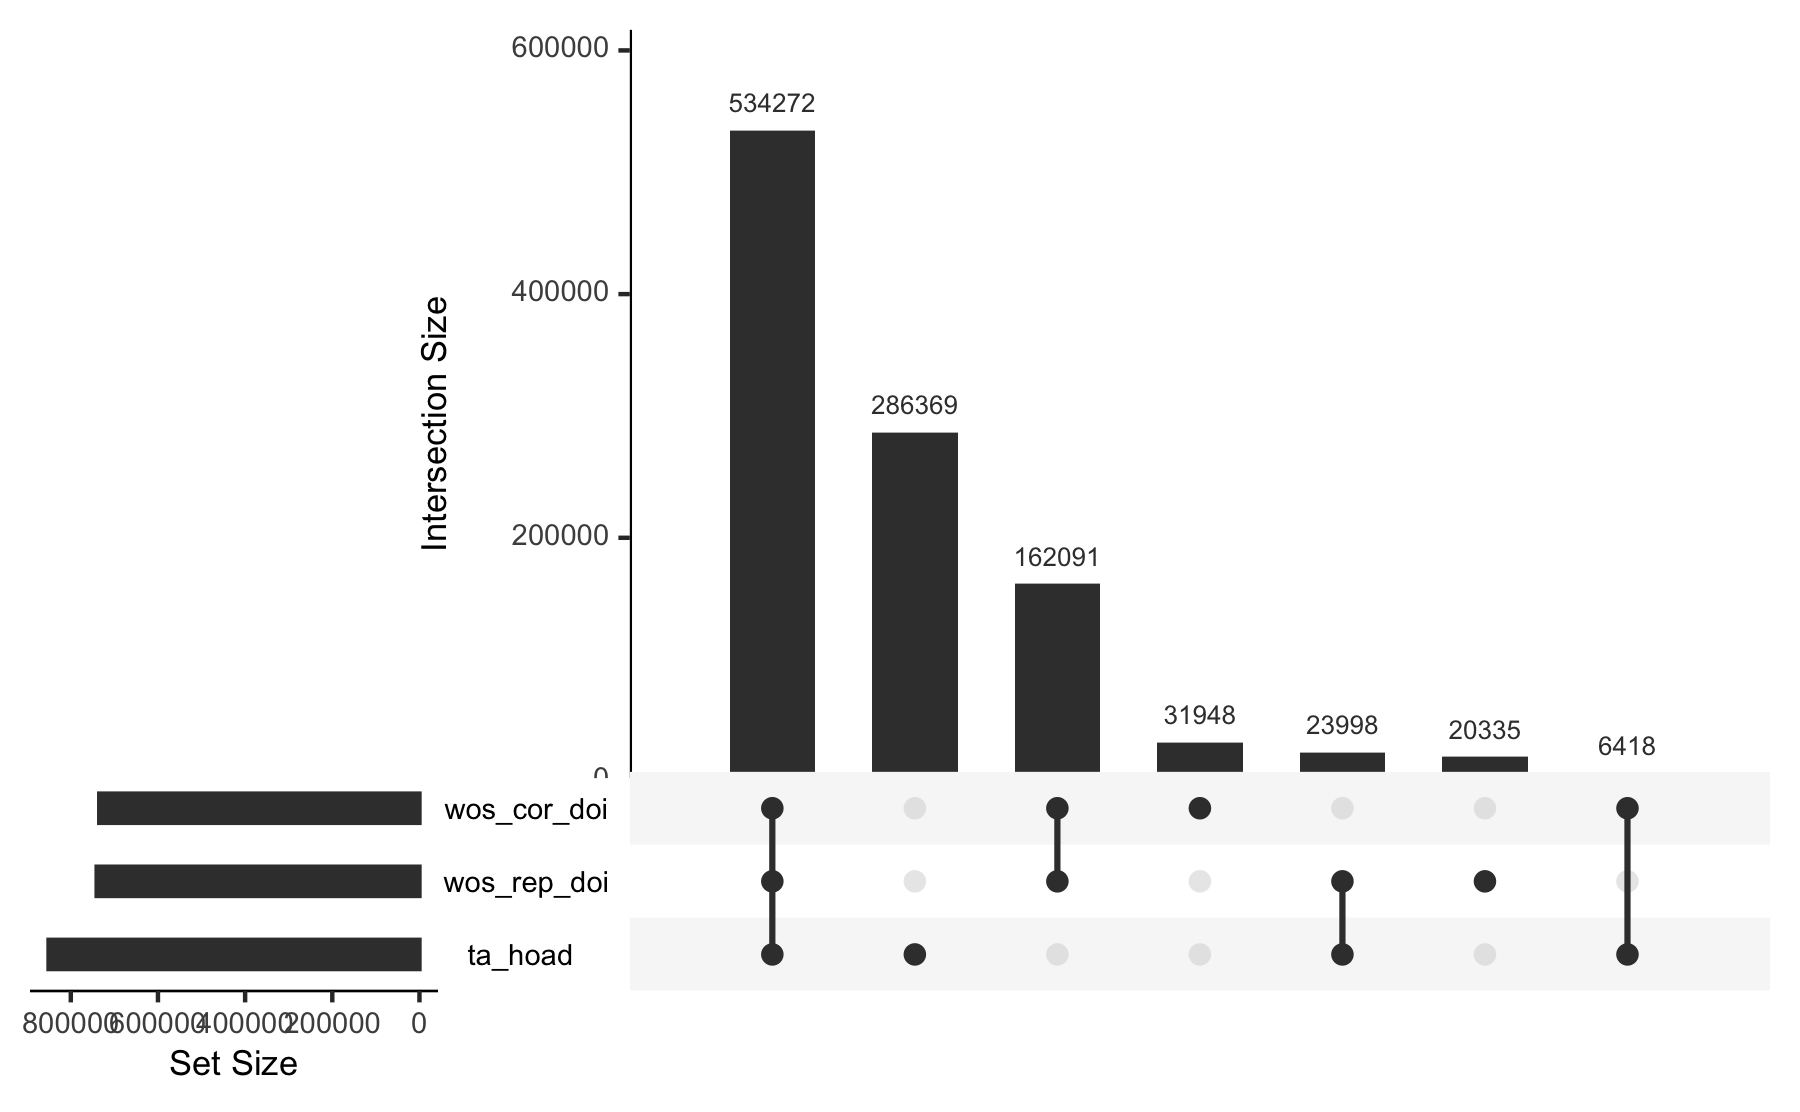 600000
534272
400000
Intersection Size
286369
200000
162091
31948
23998
20335
6418
0
wos_cor_doi
wos_rep_doi
ta_hoad
800000 600000 400000 200000 0
Set Size